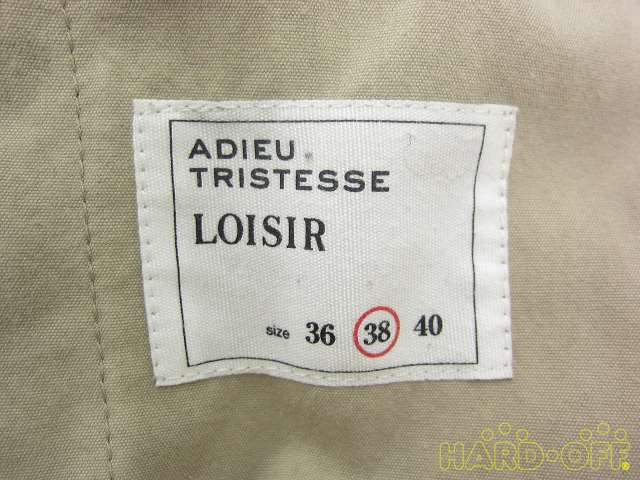 ADIEU
TRISTESSE
LOISIR
size 36 38 40
HARD-OFF